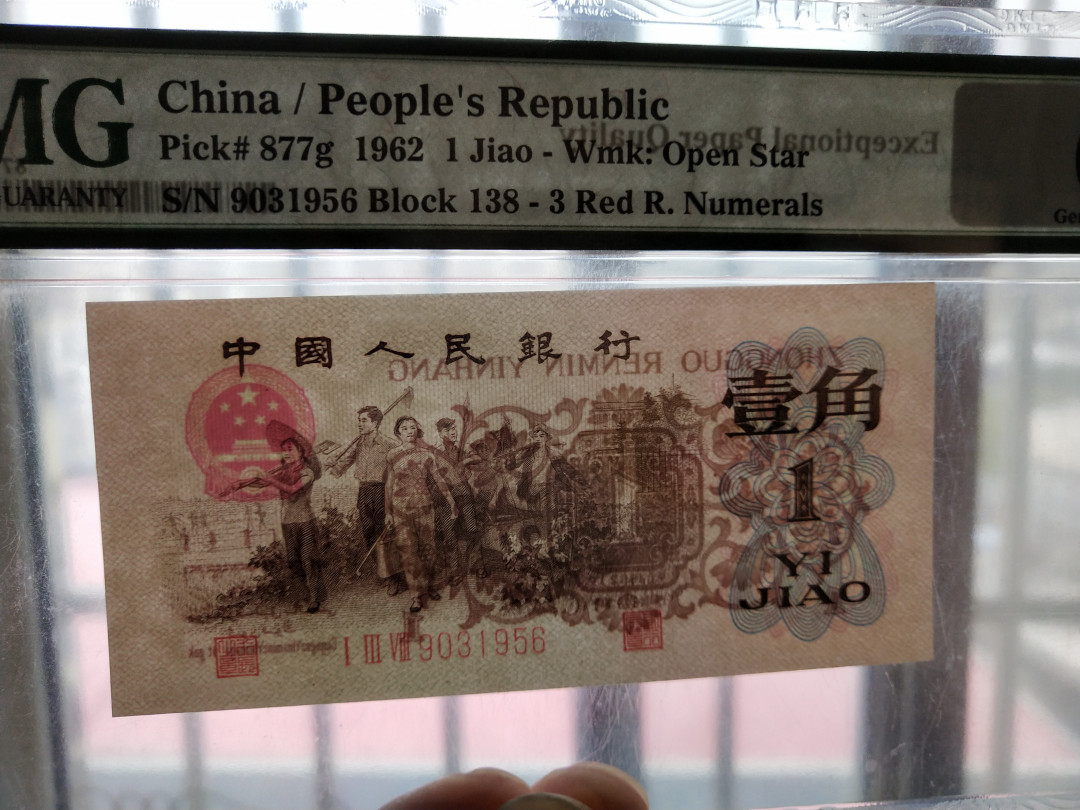 MG
China / People's Republic
Pick# 877g 1962 1 Jiao - Wmk: Open Star
Exceptional Paper Quality
GUARANTY
S/N 9031956 Block 138 - 3 Red R. Numerals
Ge
中國人民銀行
ZHONGGUO RENMIN YINHANG
壹角
1
YI
JIAO
I III VIII 9031956